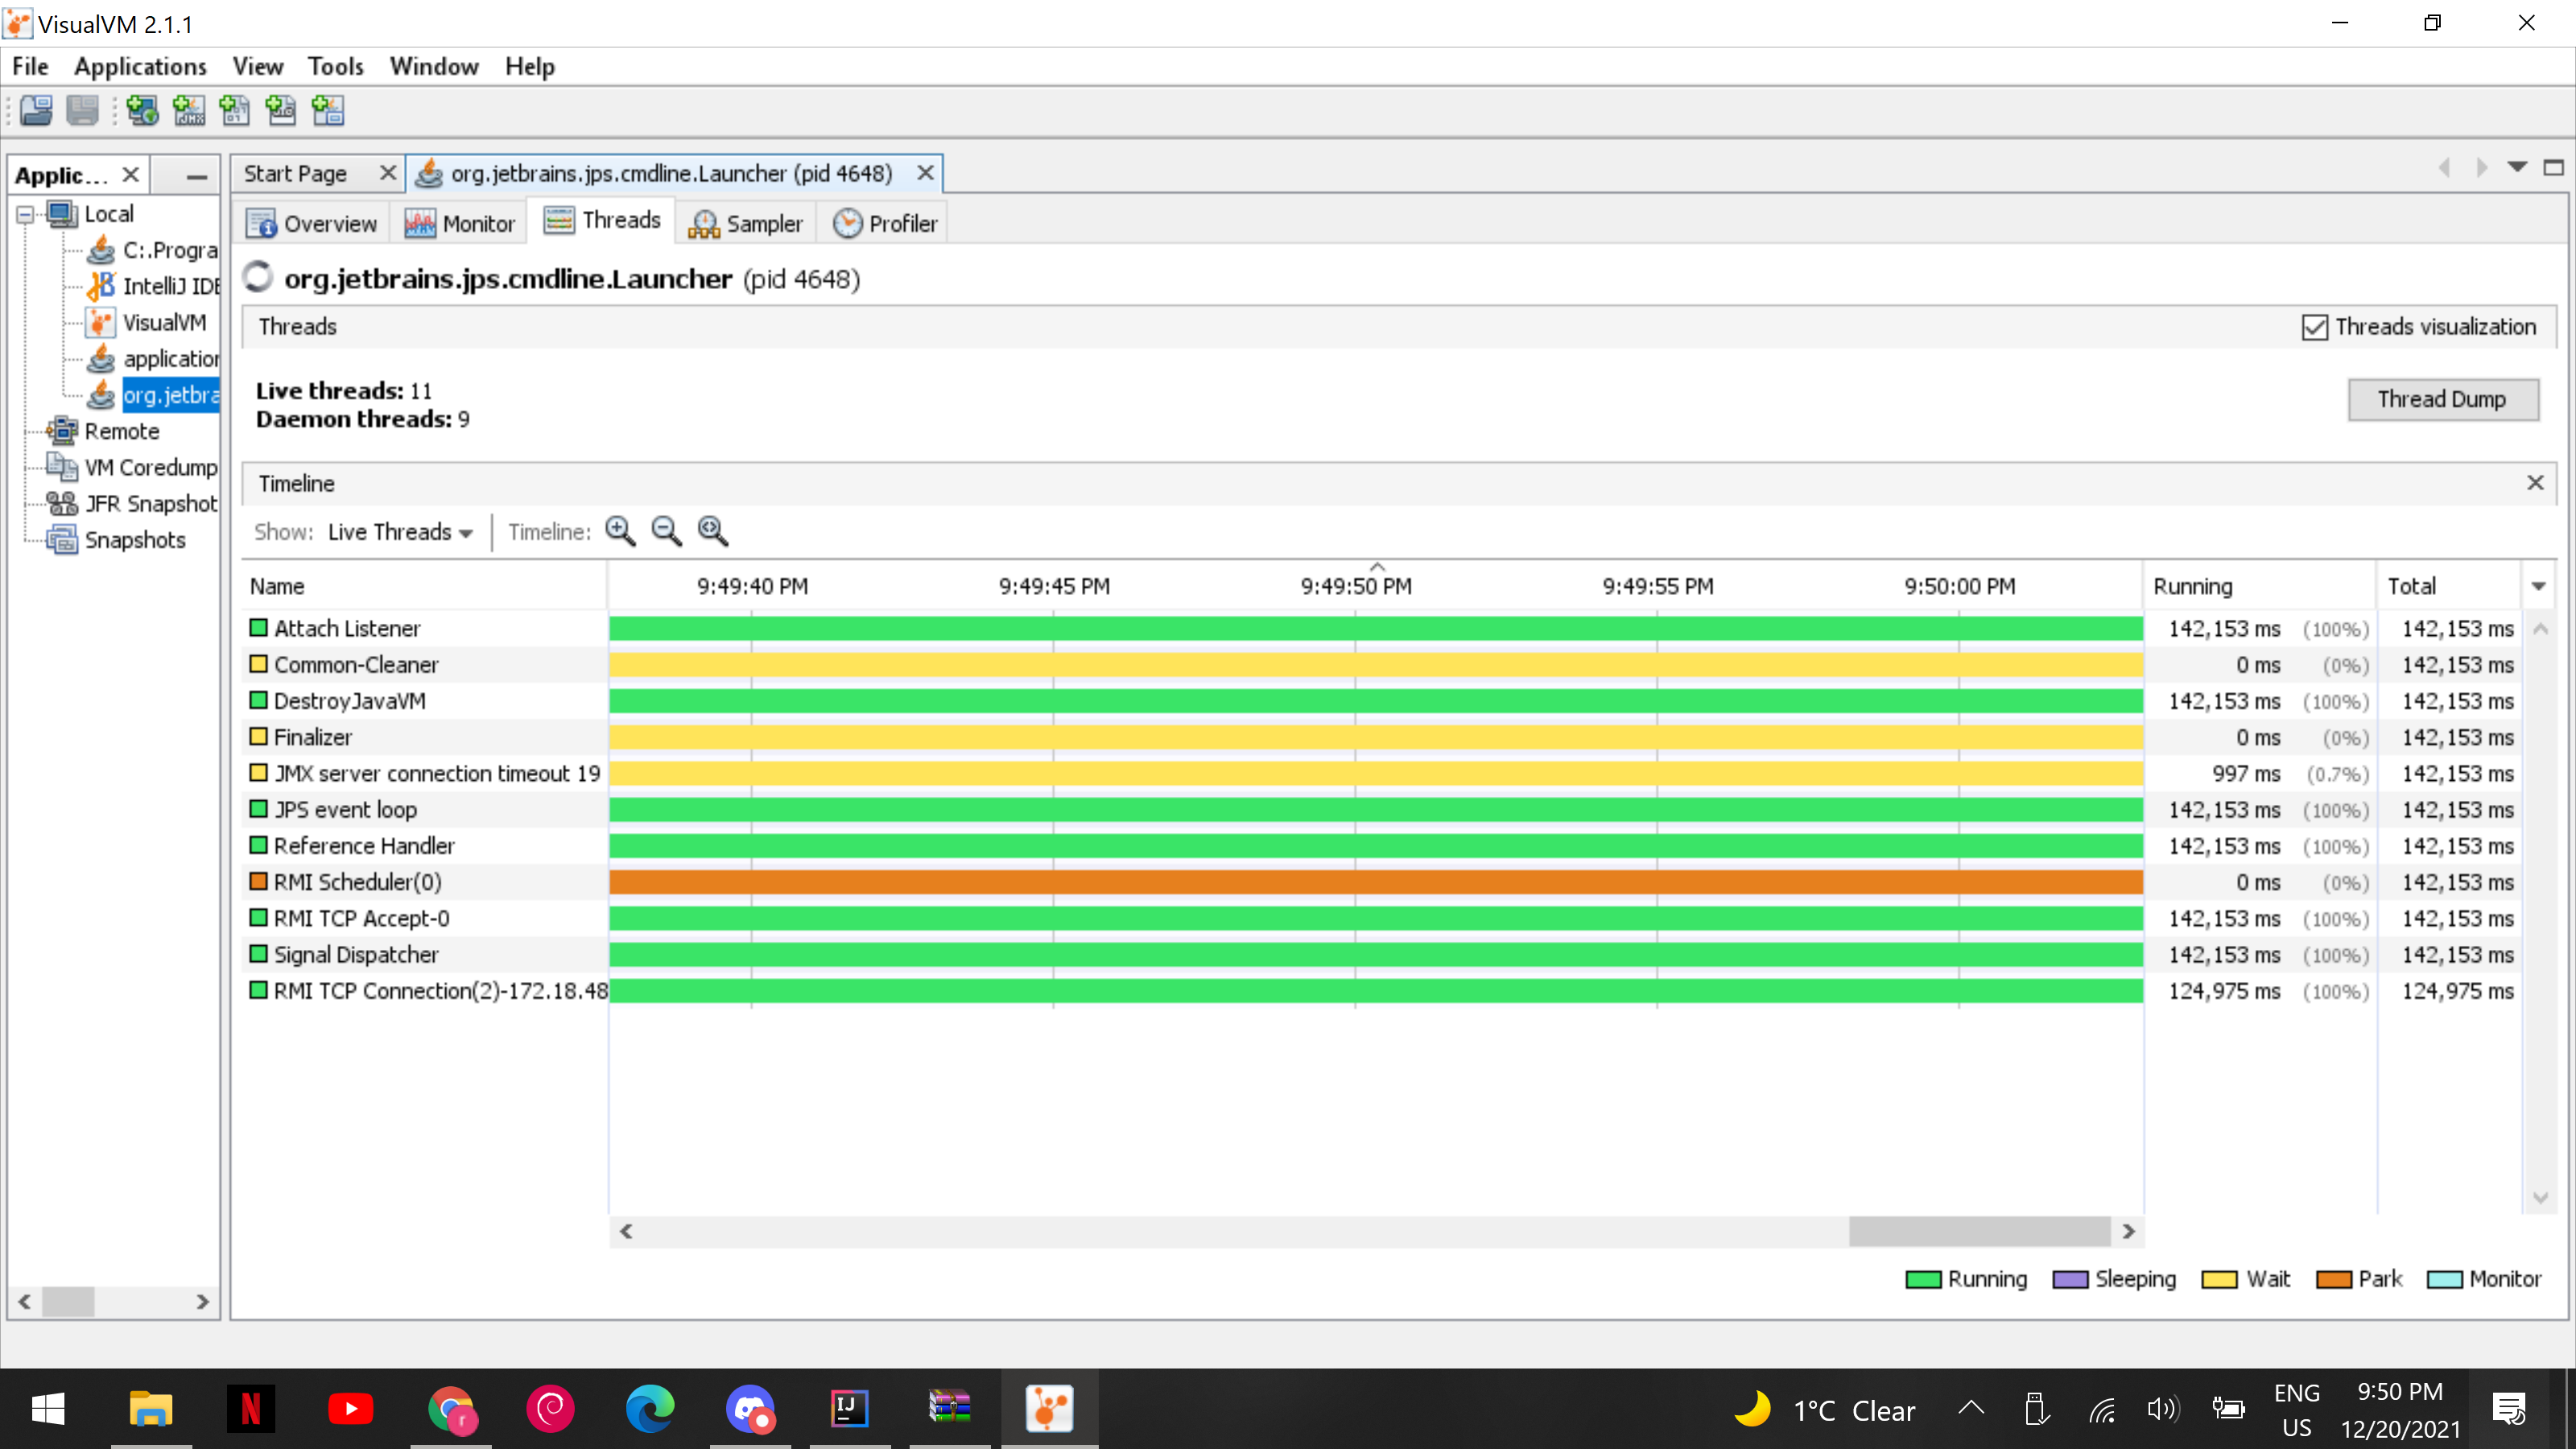 VisualVM 2.1.1
File Applications View Tools Window Help
Applic... Start Page org.jetbrains.jps.cmdline.Launcher (pid 4648)
Local
C:.Progra
IntelliJ IDE
VisualVM
application
org.jetbra
Remote
VM Coredump
JFR Snapshot
Snapshots
Overview Monitor Threads Sampler Profiler
org.jetbrains.jps.cmdline.Launcher (pid 4648)
Threads Threads visualization
Live threads: 11
Daemon threads: 9
Thread Dump
Timeline
Show: Live Threads Timeline:
Name 9:49:40 PM 9:49:45 PM 9:49:50 PM 9:49:55 PM 9:50:00 PM Running Total
Attach Listener 142,153 ms (100%) 142,153 ms
Common-Cleaner 0 ms (0%) 142,153 ms
DestroyJavaVM 142,153 ms (100%) 142,153 ms
Finalizer 0 ms (0%) 142,153 ms
JMX server connection timeout 19 997 ms (0.7%) 142,153 ms
JPS event loop 142,153 ms (100%) 142,153 ms
Reference Handler 142,153 ms (100%) 142,153 ms
RMI Scheduler(0) 0 ms (0%) 142,153 ms
RMI TCP Accept-0 142,153 ms (100%) 142,153 ms
Signal Dispatcher 142,153 ms (100%) 142,153 ms
RMI TCP Connection(2)-172.18.48 124,975 ms (100%) 124,975 ms
Running Sleeping Wait Park Monitor
1°C Clear
ENG
US
9:50 PM
12/20/2021